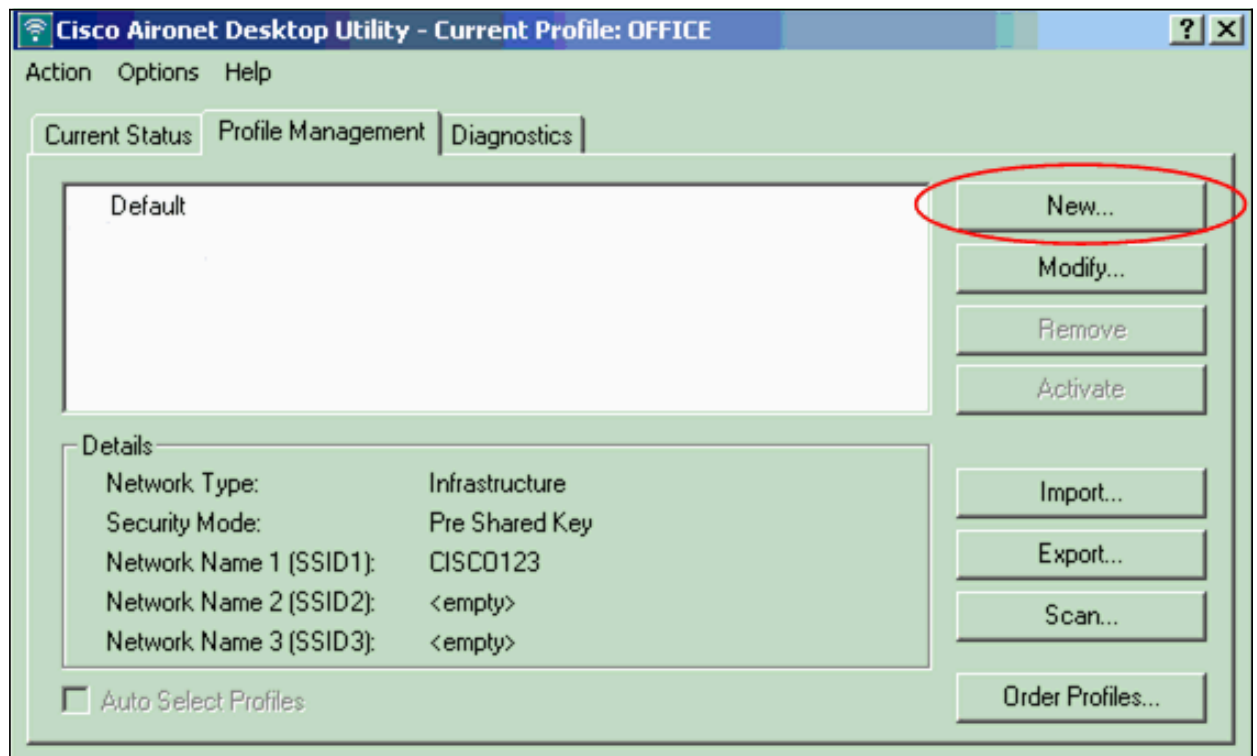 Cisco Aironet Desktop Utility - Current Profile: OFFICE
? X
Action Options Help
Current Status Profile Management Diagnostics
Default
New...
Modify...
Remove
Activate
Details
Network Type: Infrastructure
Security Mode: Pre Shared Key
Network Name 1 (SSID1): CISCO123
Network Name 2 (SSID2): <empty>
Network Name 3 (SSID3): <empty>
Import...
Export...
Scan...
Auto Select Profiles
Order Profiles...